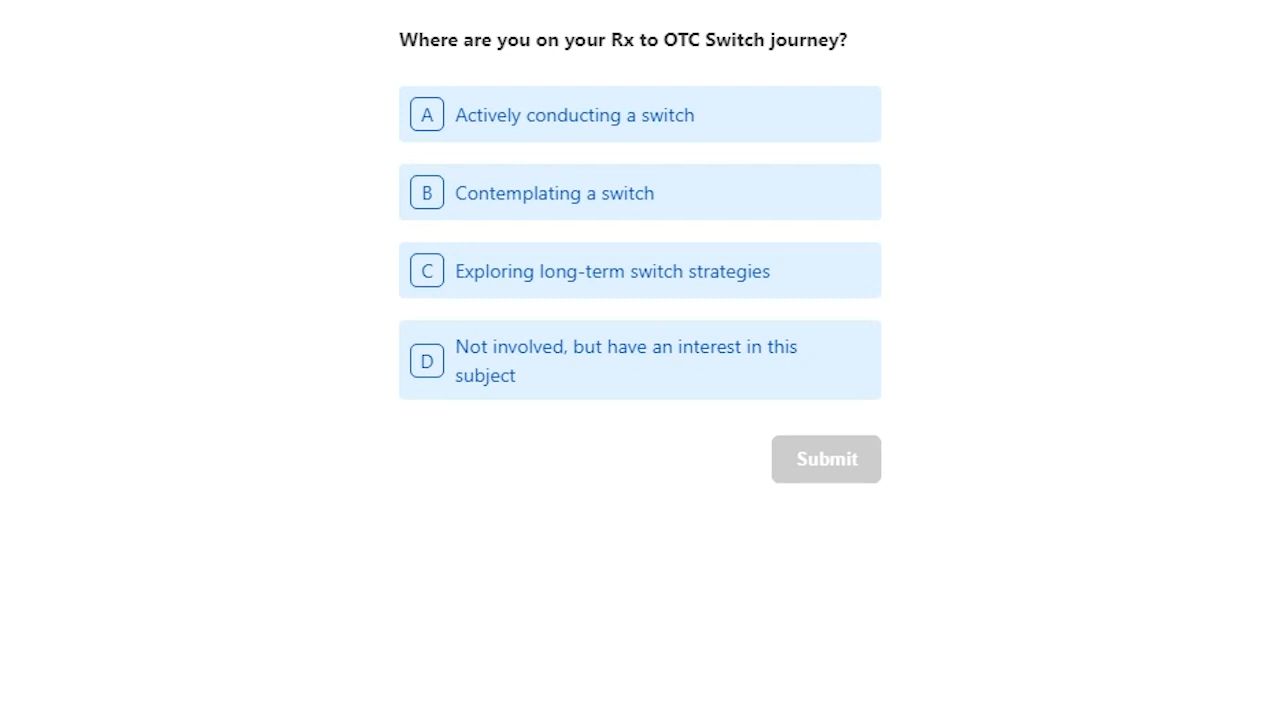 Where are you on your Rx to OTC Switch journey?
A Actively conducting a switch
B Contemplating a switch
C Exploring long-term switch strategies
D Not involved, but have an interest in this
subject
Submit